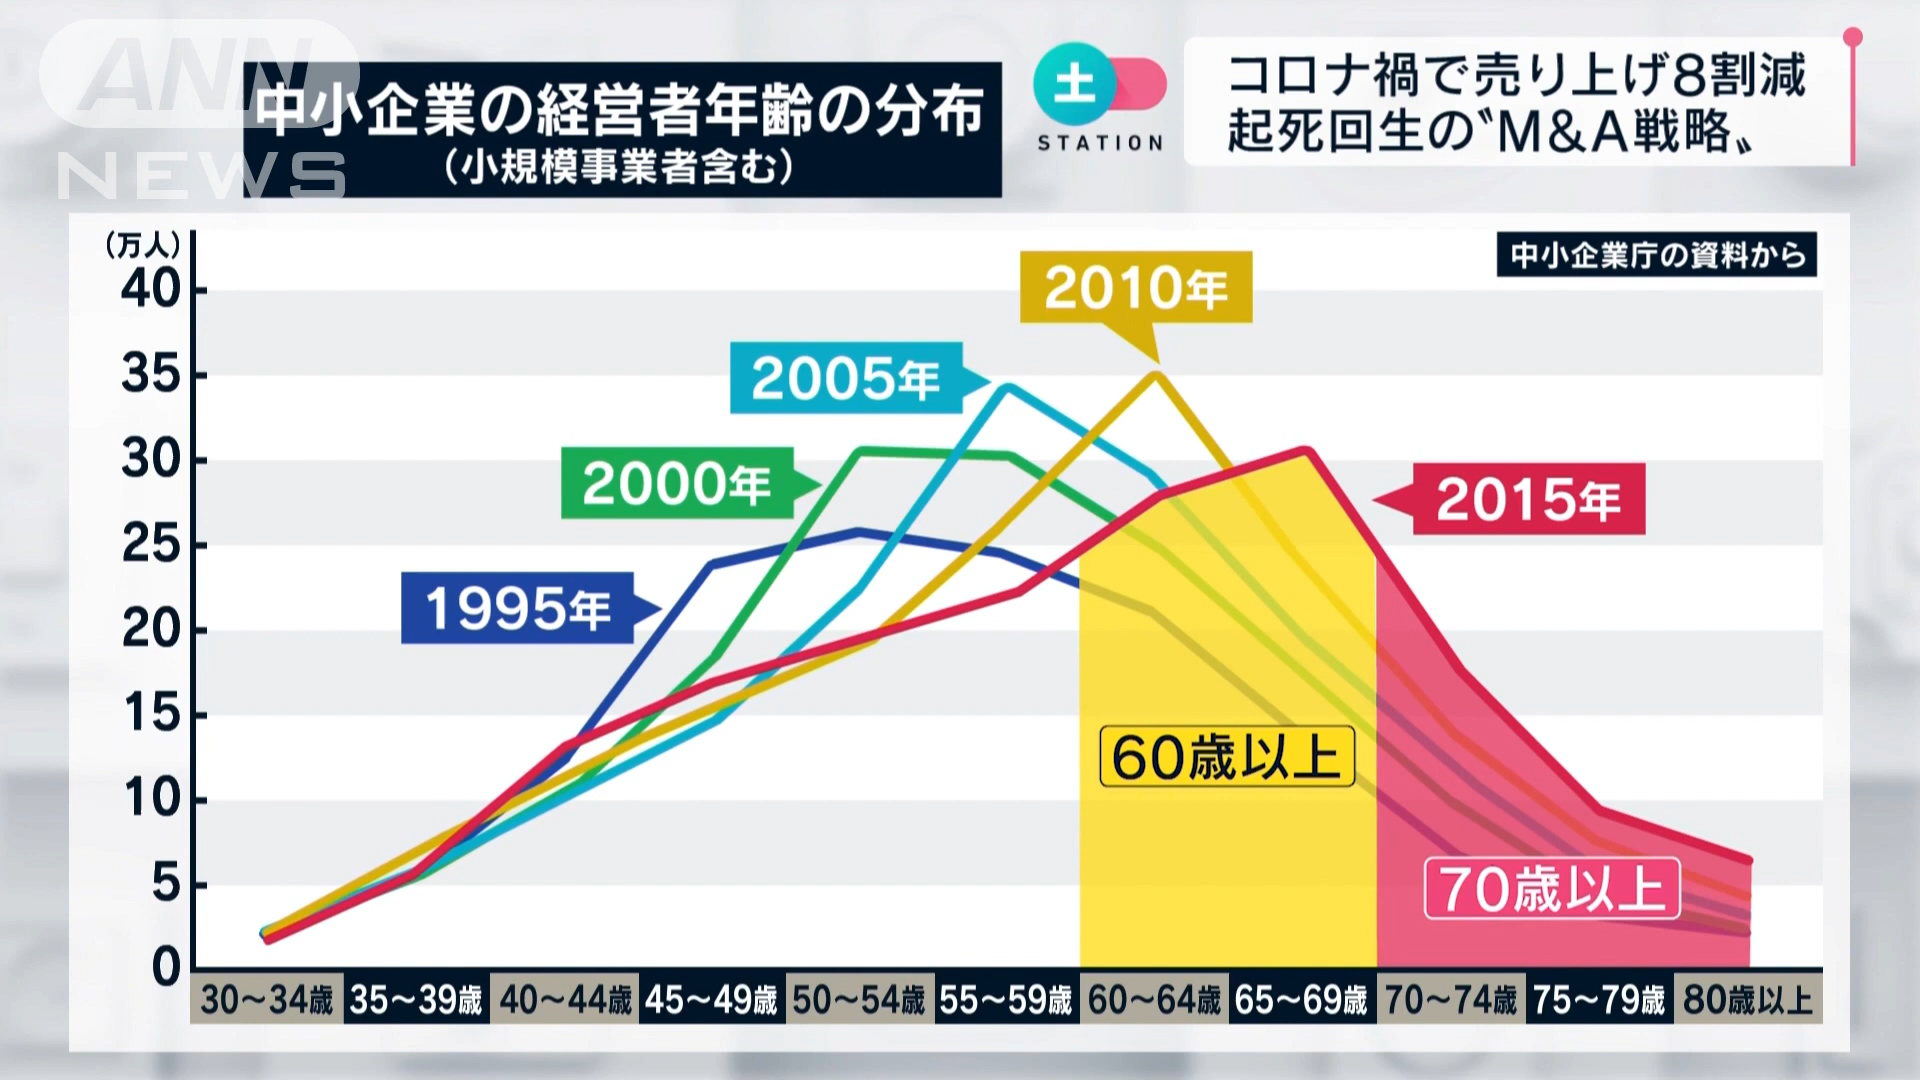 ANN
NEWS
中小企業の経営者年齢の分布
（小規模事業者含む）
土
STATION
コロナ禍で売り上げ8割減
起死回生の〝M&A戦略〟
（万人）
中小企業庁の資料から
40
35
30
25
20
15
10
5
0
2010年
2005年
2000年
2015年
1995年
60歳以上
70歳以上
30〜34歳 35〜39歳 40〜44歳 45〜49歳 50〜54歳 55〜59歳 60〜64歳 65〜69歳 70〜74歳 75〜79歳 80歳以上